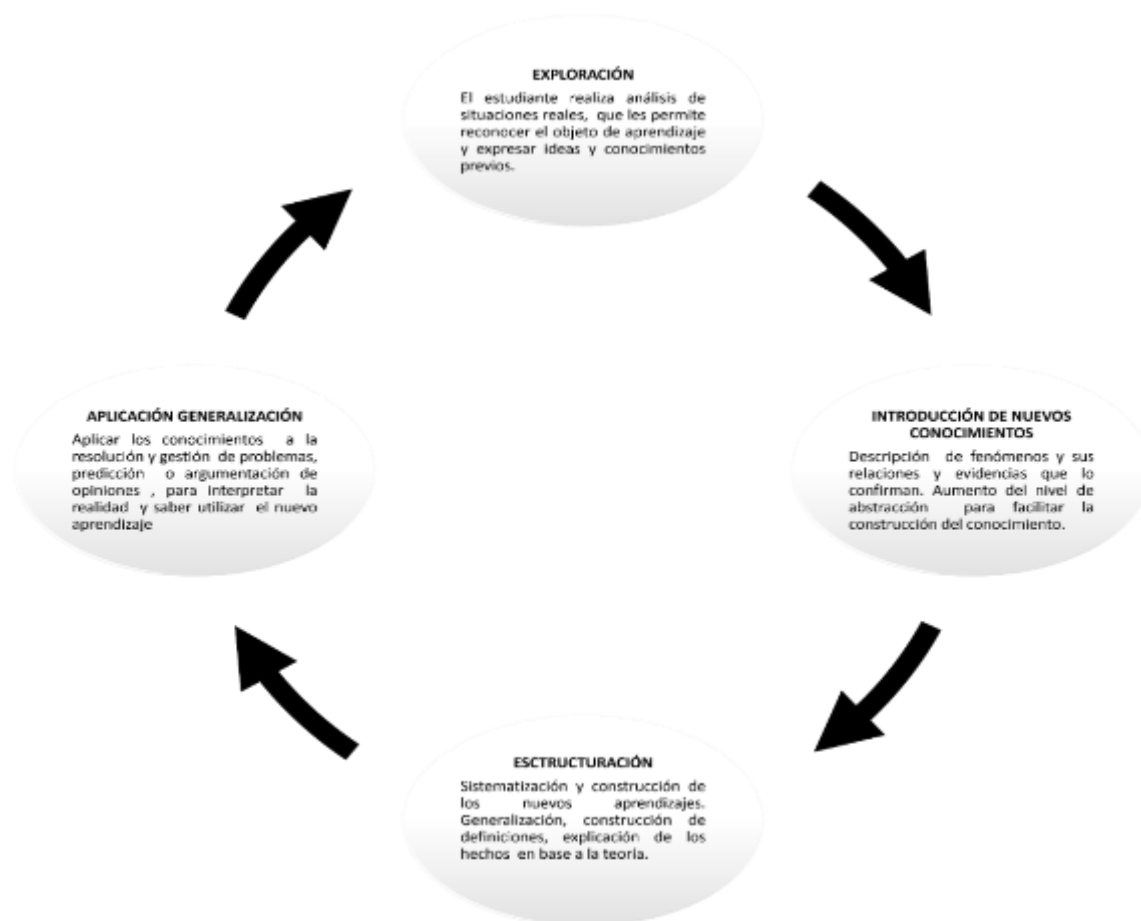 EXPLORACIÓN
El estudiante realiza análisis de
situaciones reales, que les permite
reconocer el objeto de aprendizaje
y expresar ideas y conocimientos
previos.
INTRODUCCIÓN DE NUEVOS
CONOCIMIENTOS
Descripción de fenómenos y sus
relaciones y evidencias que lo
confirman. Aumento del nivel de
abstracción para facilitar la
construcción del conocimiento.
ESCTRUCTURACIÓN
Sistematización y construcción de
los nuevos aprendizajes.
Generalización, construcción de
definiciones, explicación de los
hechos en base a la teoría.
APLICACIÓN GENERALIZACIÓN
Aplicar los conocimientos a la
resolución y gestión de problemas,
predicción o argumentación de
opiniones , para interpretar la
realidad y saber utilizar el nuevo
aprendizaje